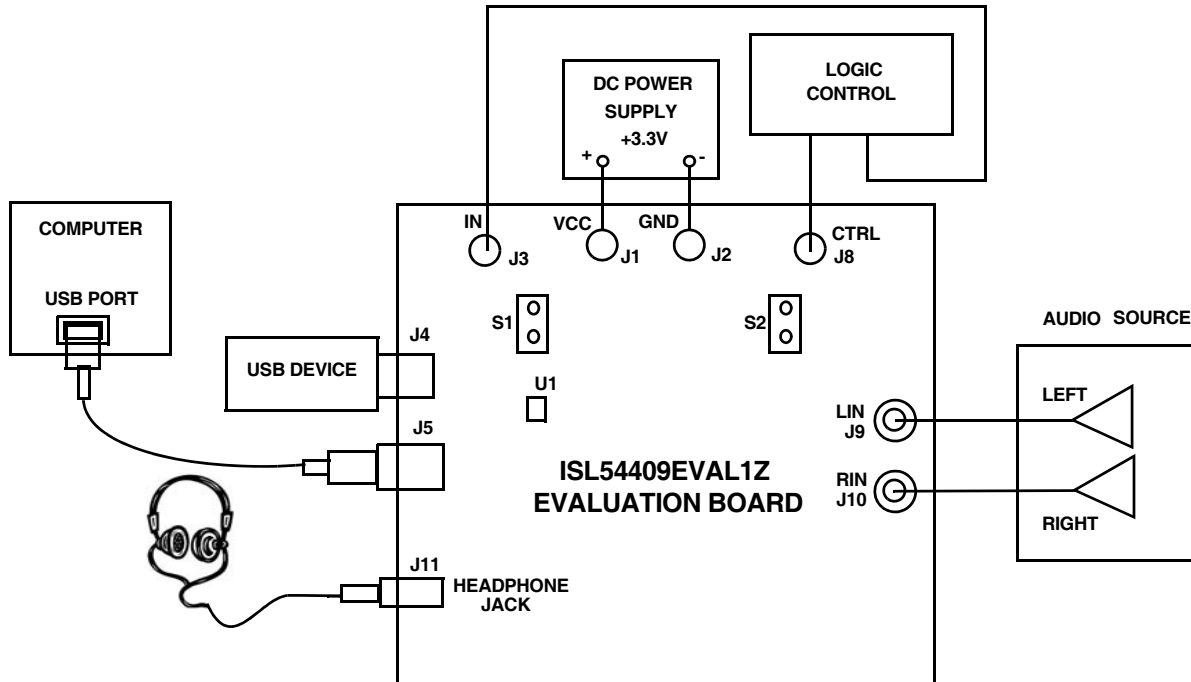 LOGIC
CONTROL
DC POWER
SUPPLY
+3.3V
+ -
COMPUTER
USB PORT
IN
J3
VCC
J1
GND
J2
CTRL
J8
S1
S2
J4
USB DEVICE
U1
J5
AUDIO SOURCE
LEFT
LIN
J9
RIN
J10
RIGHT
ISL54409EVAL1Z
EVALUATION BOARD
J11
HEADPHONE
JACK